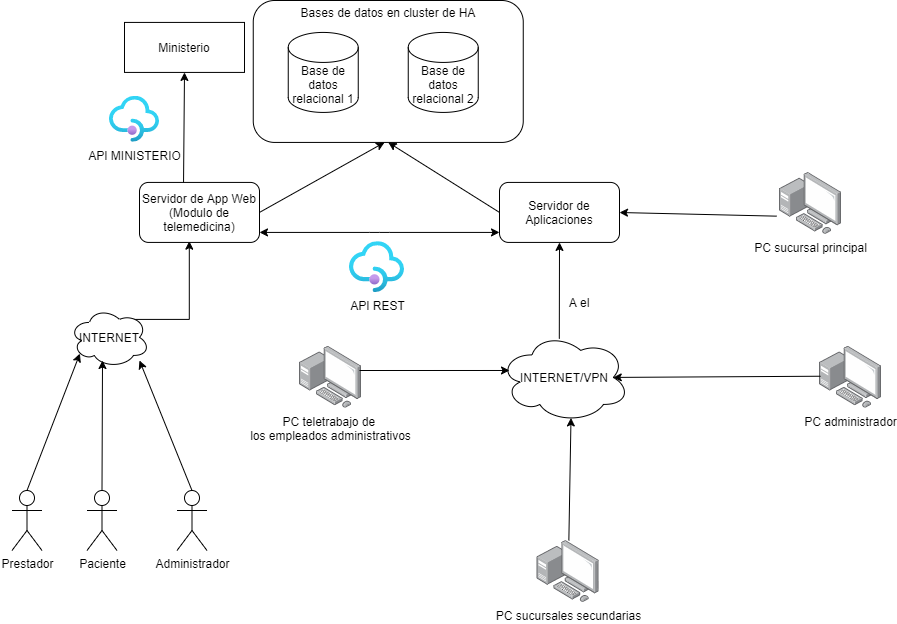 Bases de datos en cluster de HA
Ministerio
Base de
datos
relacional 1
Base de
datos
relacional 2
API MINISTERIO
Servidor de App Web
(Modulo de
telemedicina)
Servidor de
Aplicaciones
PC sucursal principal
API REST
A el
INTERNET
INTERNET/VPN
PC teletrabajo de
los empleados administrativos
PC administrador
Prestador
Paciente
Administrador
PC sucursales secundarias